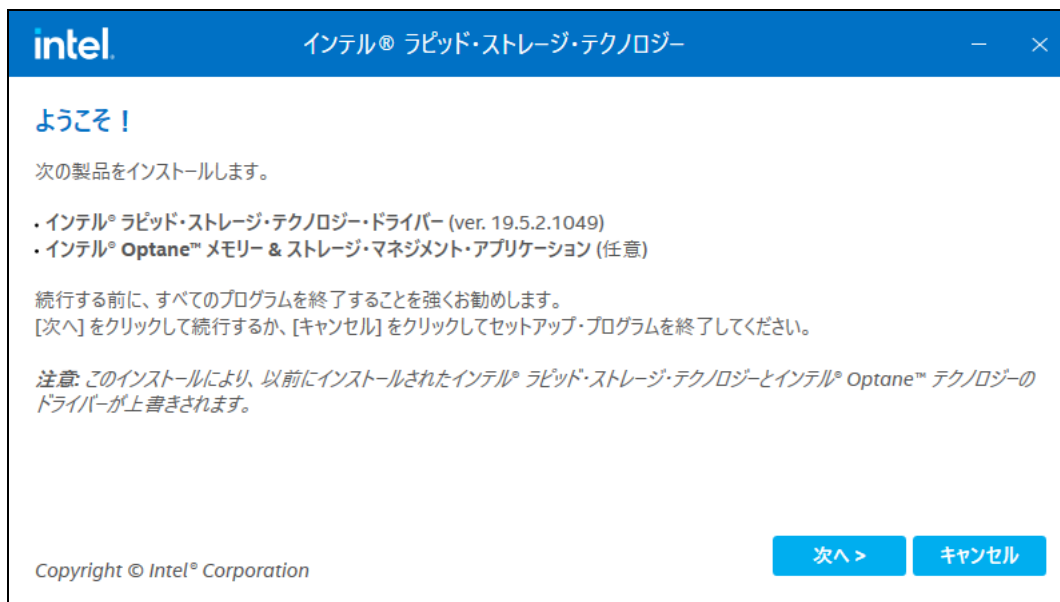 intel.
インテル® ラピッド・ストレージ・テクノロジー
ようこそ！
次の製品をインストールします。
・インテル® ラピッド・ストレージ・テクノロジー・ドライバー (ver. 19.5.2.1049)
・インテル® Optane™ メモリー & ストレージ・マネジメント・アプリケーション (任意)
続行する前に、すべてのプログラムを終了することを強くお勧めします。
[次へ] をクリックして続行するか、[キャンセル] をクリックしてセットアップ・プログラムを終了してください。
注意: このインストールにより、以前にインストールされたインテル® ラピッド・ストレージ・テクノロジーとインテル® Optane™ テクノロジーの
ドライバーが上書きされます。
次へ >
キャンセル
Copyright © Intel® Corporation